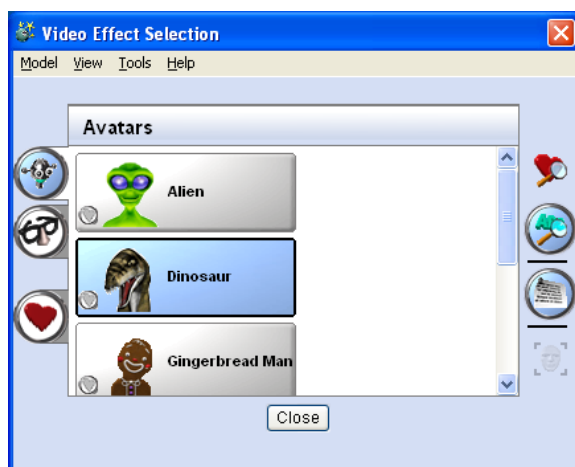 Video Effect Selection
Model View Tools Help
Avatars
Alien
Dinosaur
Gingerbread Man
Close